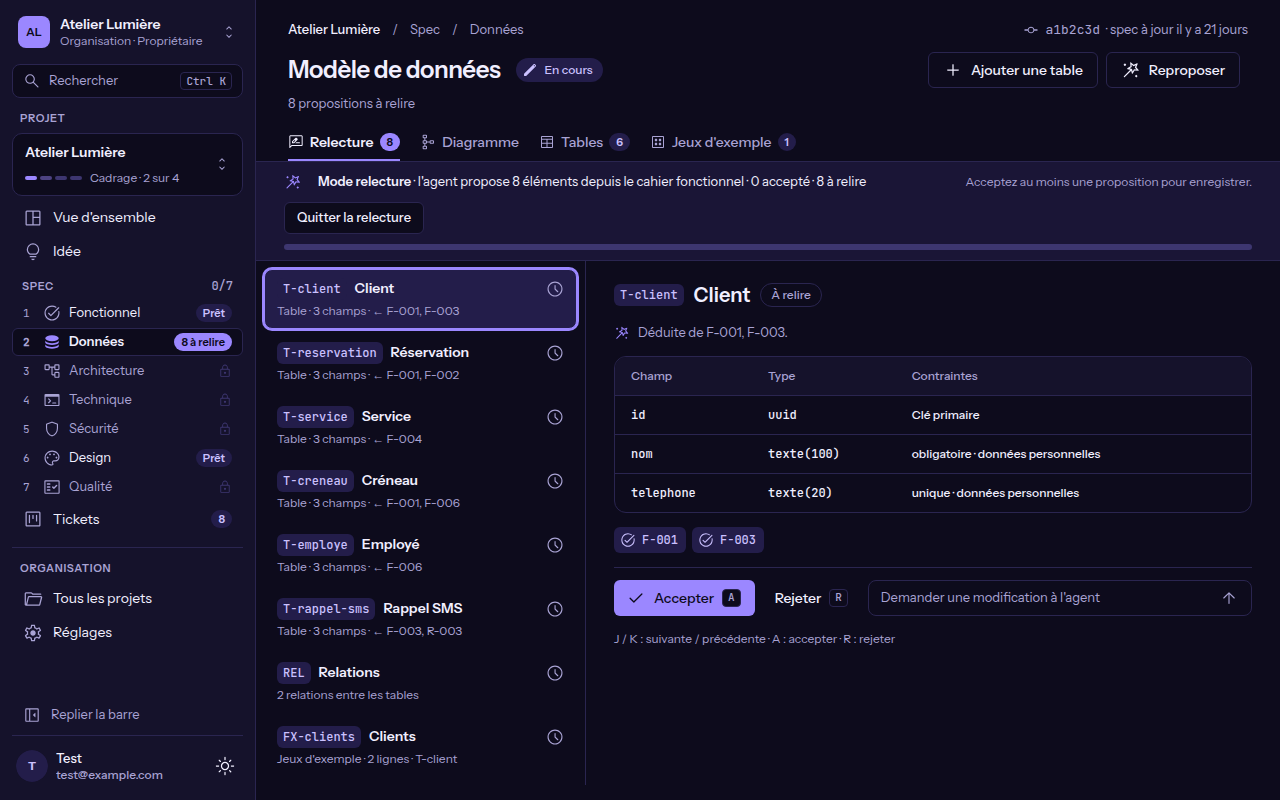 AL
Atelier Lumière
Organisation · Propriétaire
Rechercher Ctrl K
PROJET
Atelier Lumière
Cadrage · 2 sur 4
Vue d'ensemble
Idée
SPEC 0/7
1 Fonctionnel Prêt
2 Données 8 à relire
3 Architecture
4 Technique
5 Sécurité
6 Design Prêt
7 Qualité
Tickets 8
ORGANISATION
Tous les projets
Réglages
Replier la barre
T
Test
test@example.com
Atelier Lumière / Spec / Données
a1b2c3d · spec à jour il y a 21 jours
Modèle de données En cours
Ajouter une table Reproposer
8 propositions à relire
Relecture 8 Diagramme Tables 6 Jeux d'exemple 1
Mode relecture · l'agent propose 8 éléments depuis le cahier fonctionnel · 0 accepté · 8 à relire
Acceptez au moins une proposition pour enregistrer.
Quitter la relecture
T-client Client
Table · 3 champs · ← F-001, F-003
T-reservation Réservation
Table · 3 champs · ← F-001, F-002
T-service Service
Table · 3 champs · ← F-004
T-creneau Créneau
Table · 3 champs · ← F-001, F-006
T-employe Employé
Table · 3 champs · ← F-006
T-rappel-sms Rappel SMS
Table · 3 champs · ← F-003, R-003
REL Relations
2 relations entre les tables
FX-clients Clients
Jeux d'exemple · 2 lignes · T-client
T-client Client À relire
Déduite de F-001, F-003.
Champ Type Contraintes
id uuid Clé primaire
nom texte(100) obligatoire · données personnelles
telephone texte(20) unique · données personnelles
F-001 F-003
Accepter A Rejeter R Demander une modification à l'agent
J / K : suivante / précédente · A : accepter · R : rejeter